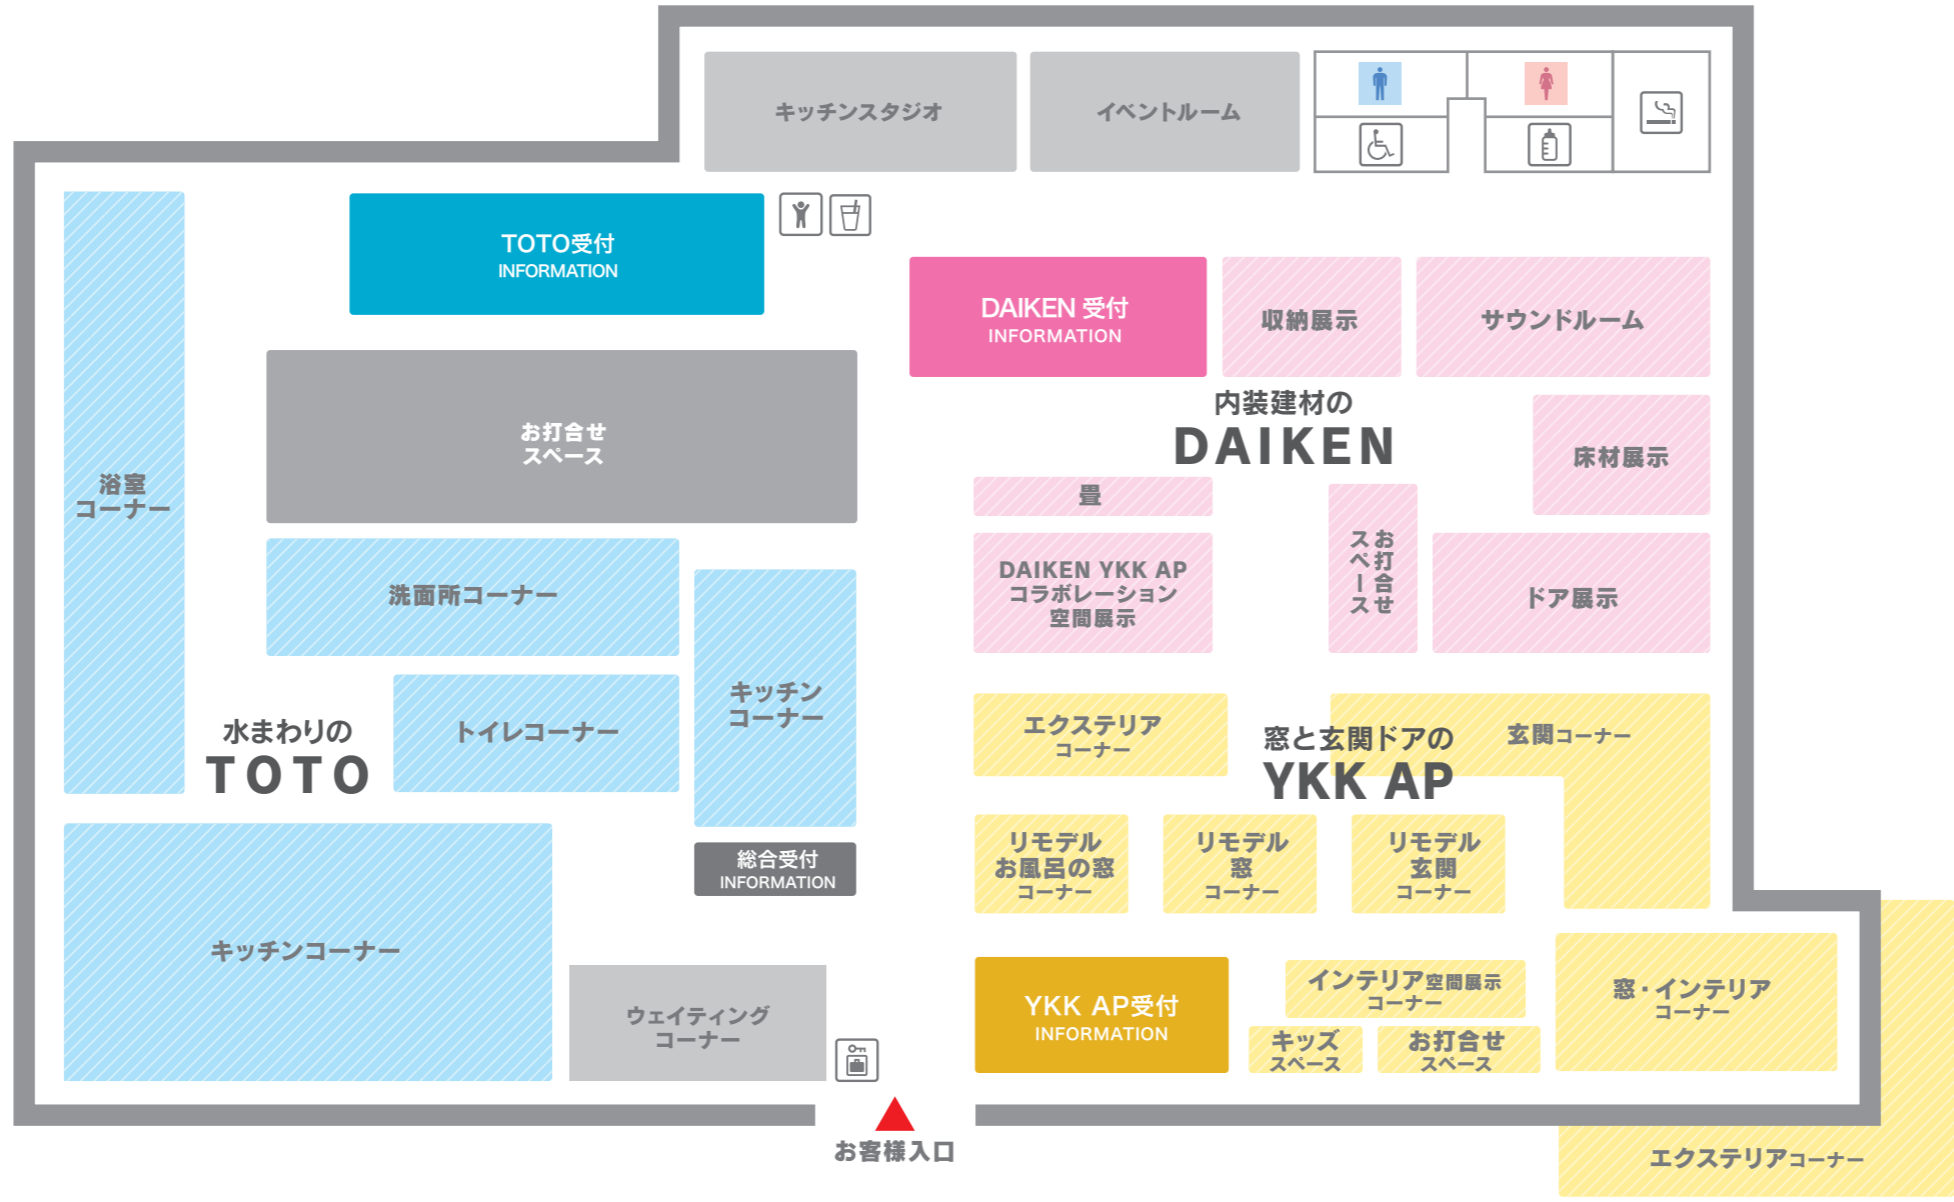 キッチンスタジオ
イベントルーム
TOTO受付
INFORMATION
DAIKEN 受付
INFORMATION
収納展示
サウンドルーム
お打合せ
スペース
内装建材の
DAIKEN
床材展示
浴室
コーナー
畳
DAIKEN YKK AP
コラボレーション
空間展示
お打合せ
スペース
ドア展示
洗面所コーナー
キッチン
コーナー
トイレコーナー
水まわりの
TOTO
エクステリア
コーナー
窓と玄関ドアの
YKK AP
玄関コーナー
リモデル
お風呂の窓
コーナー
リモデル
窓
コーナー
リモデル
玄関
コーナー
総合受付
INFORMATION
キッチンコーナー
ウェイティング
コーナー
YKK AP受付
INFORMATION
インテリア空間展示
コーナー
キッズ
スペース
お打合せ
スペース
窓・インテリア
コーナー
お客様入口
エクステリアコーナー